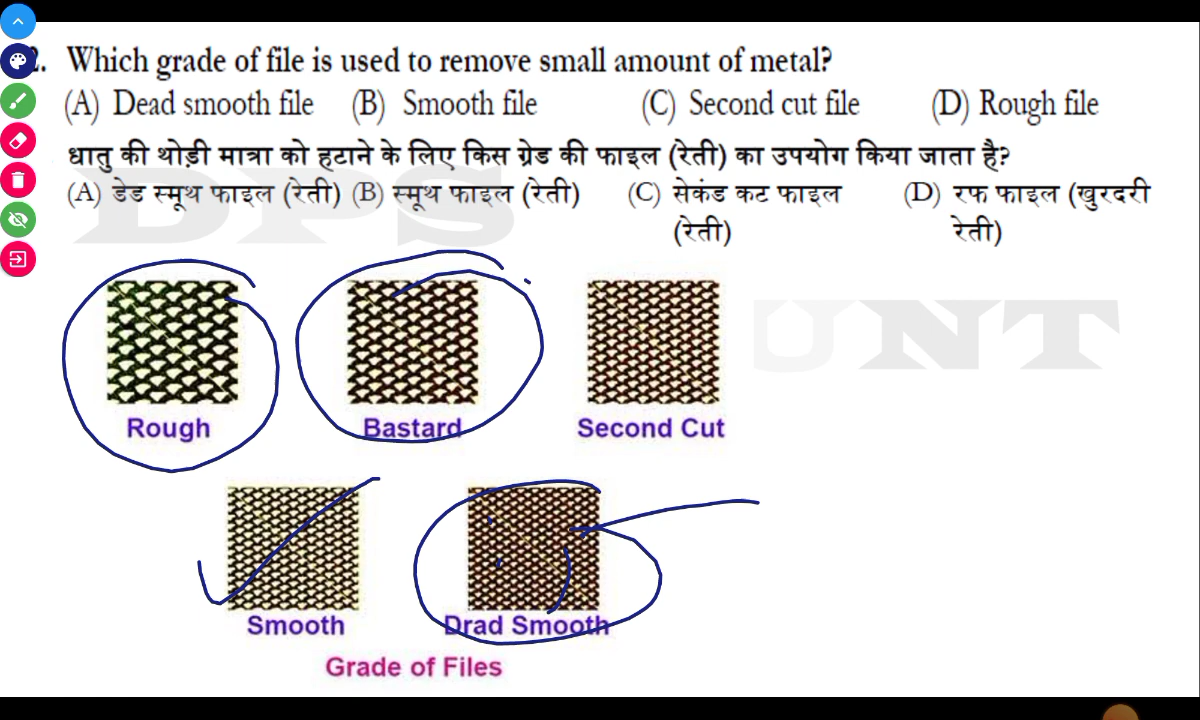 2. Which grade of file is used to remove small amount of metal?
(A) Dead smooth file (B) Smooth file (C) Second cut file (D) Rough file
धातु की थोड़ी मात्रा को हटाने के लिए किस ग्रेड की फाइल (रेती) का उपयोग किया जाता है?
(A) डेड स्मूथ फाइल (रेती) (B) स्मूथ फाइल (रेती) (C) सेकंड कट फाइल (D) रफ फाइल (खुरदरी
(रेती) रेती)
DPS
UNT
Rough Bastard Second Cut
Smooth Drad Smooth
Grade of Files